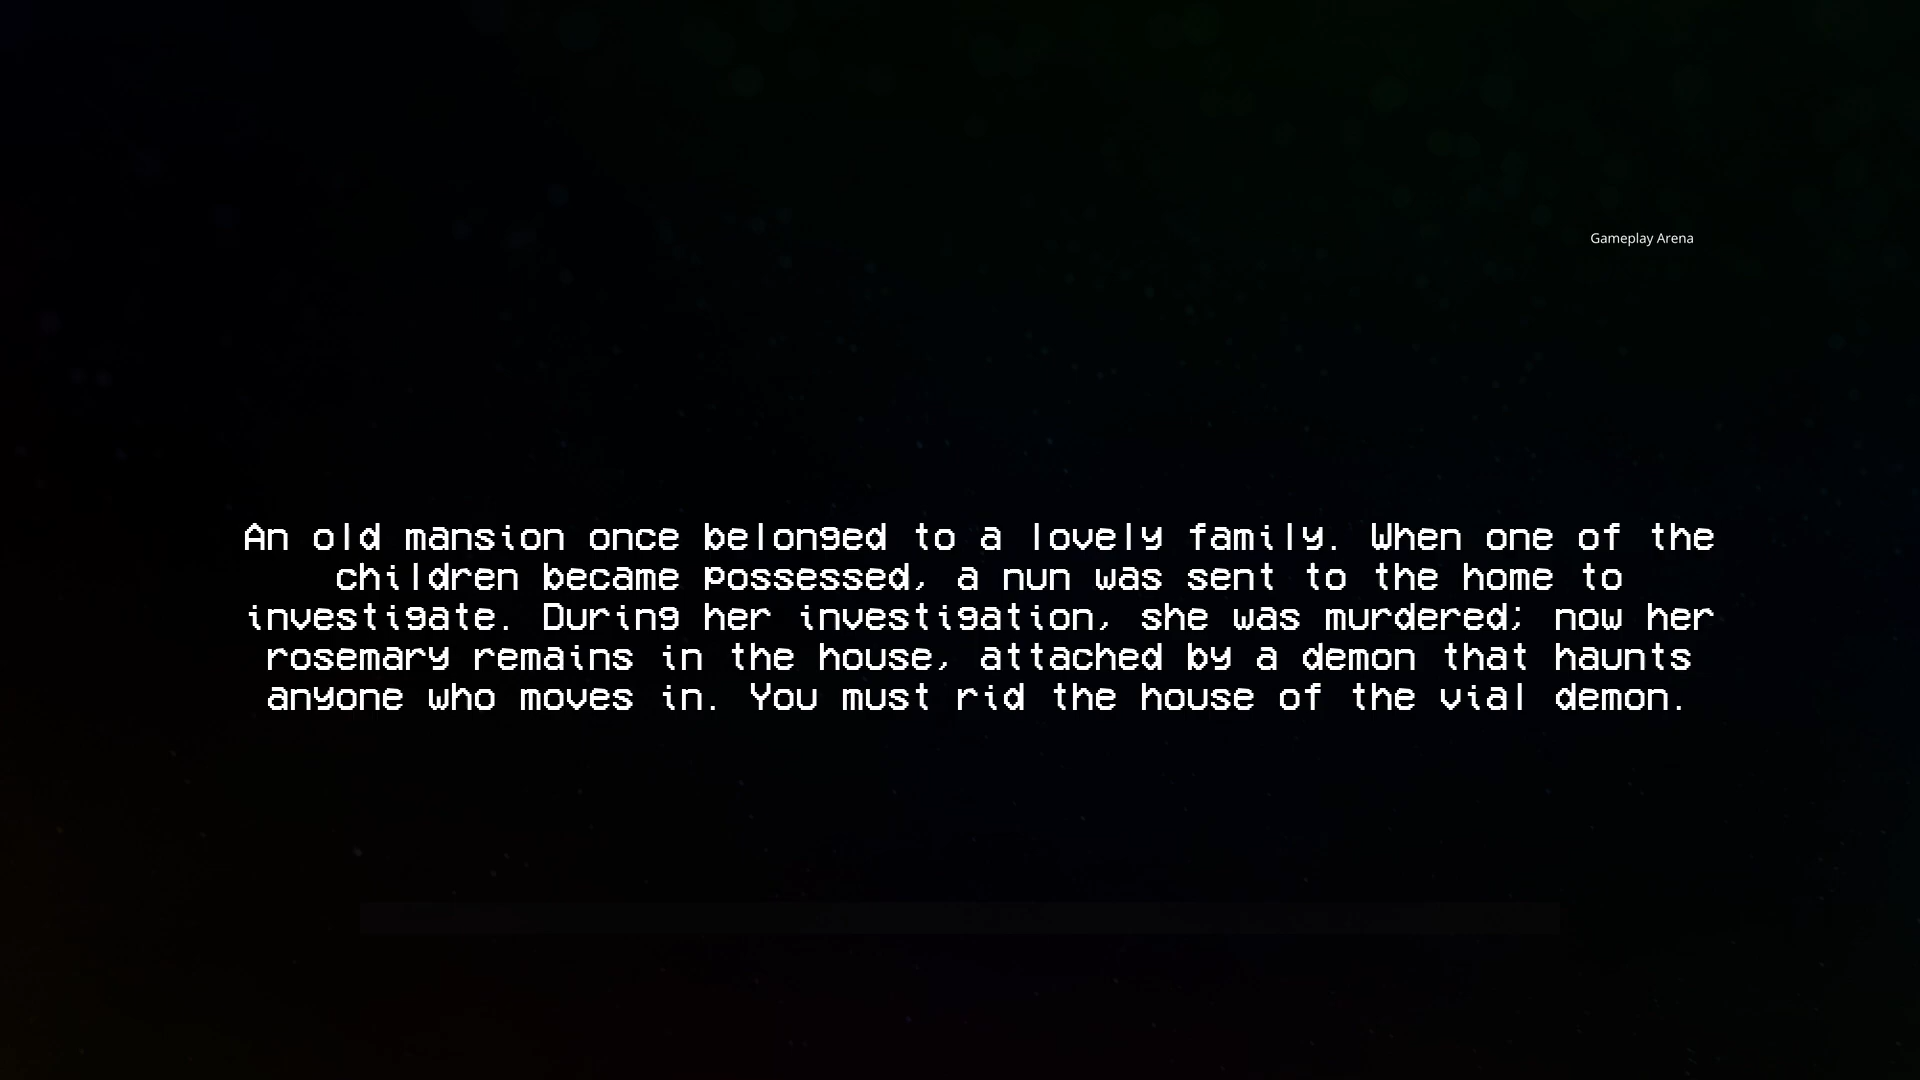 Gameplay Arena
An old mansion once belonged to a lovely family. When one of the
children became possessed, a nun was sent to the home to
investigate. During her investigation, she was murdered; now her
rosemary remains in the house, attached by a demon that haunts
anyone who moves in. You must rid the house of the vial demon.